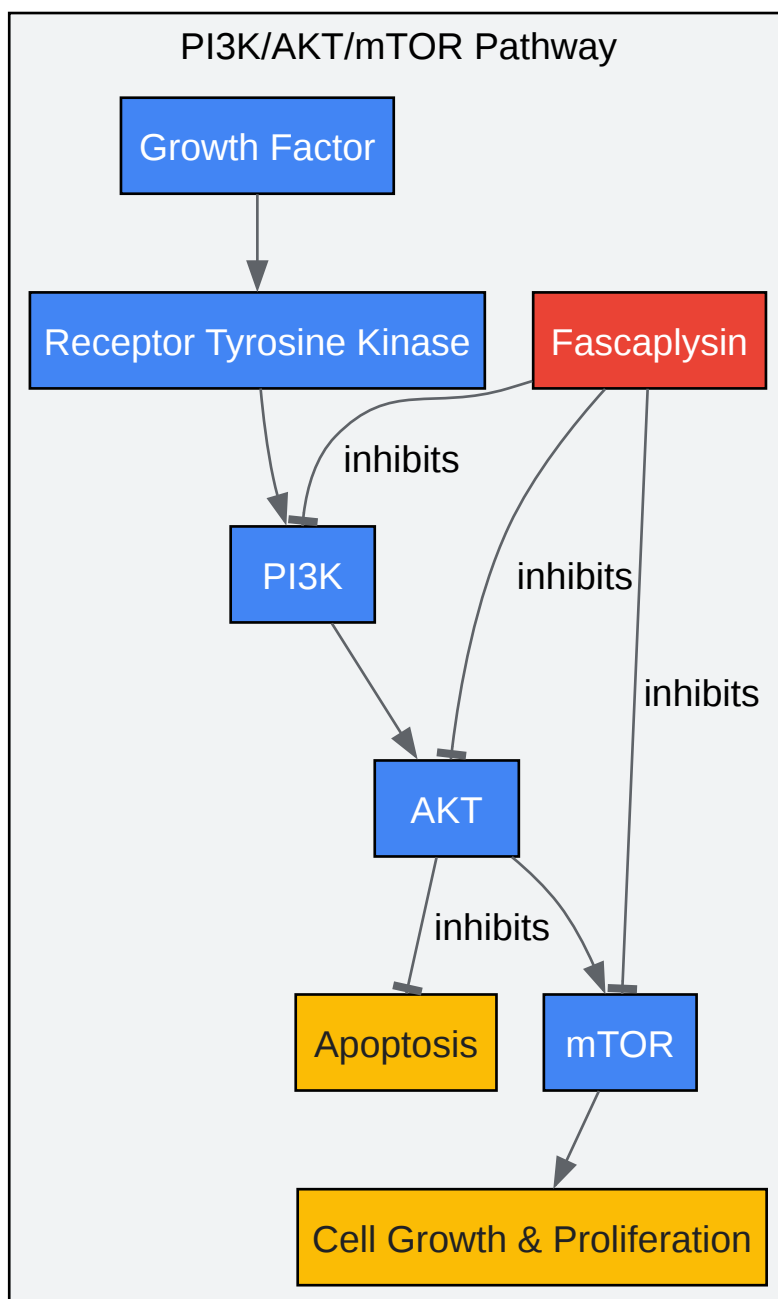 PI3K/AKT/mTOR Pathway
Growth Factor
Receptor Tyrosine Kinase
Fascaplysin
inhibits
PI3K
inhibits
inhibits
AKT
inhibits
Apoptosis
mTOR
Cell Growth & Proliferation